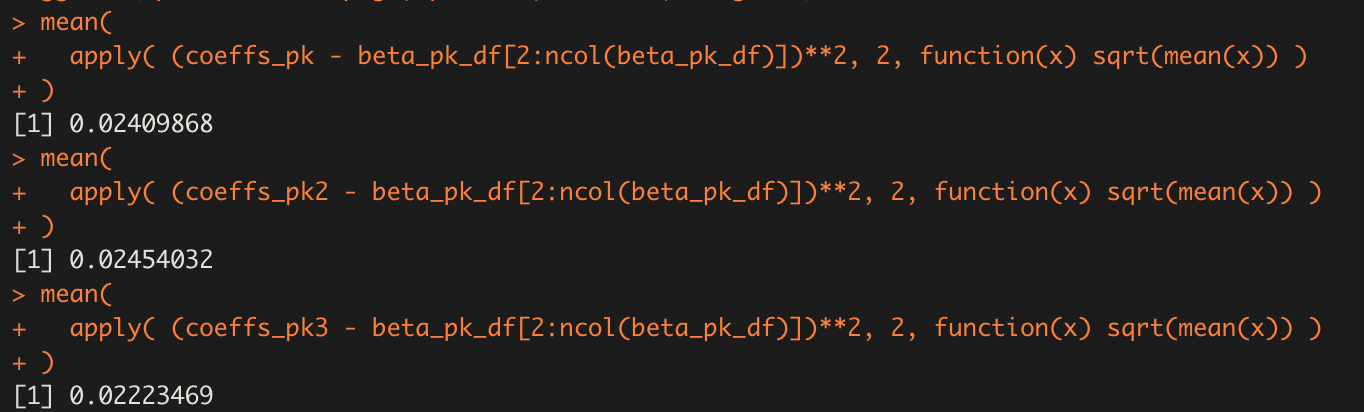 > mean(
+   apply( (coeffs_pk - beta_pk_df[2:ncol(beta_pk_df)])**2, 2, function(x) sqrt(mean(x)) )
+ )
[1] 0.02409868
> mean(
+   apply( (coeffs_pk2 - beta_pk_df[2:ncol(beta_pk_df)])**2, 2, function(x) sqrt(mean(x)) )
+ )
[1] 0.02454032
> mean(
+   apply( (coeffs_pk3 - beta_pk_df[2:ncol(beta_pk_df)])**2, 2, function(x) sqrt(mean(x)) )
+ )
[1] 0.02223469